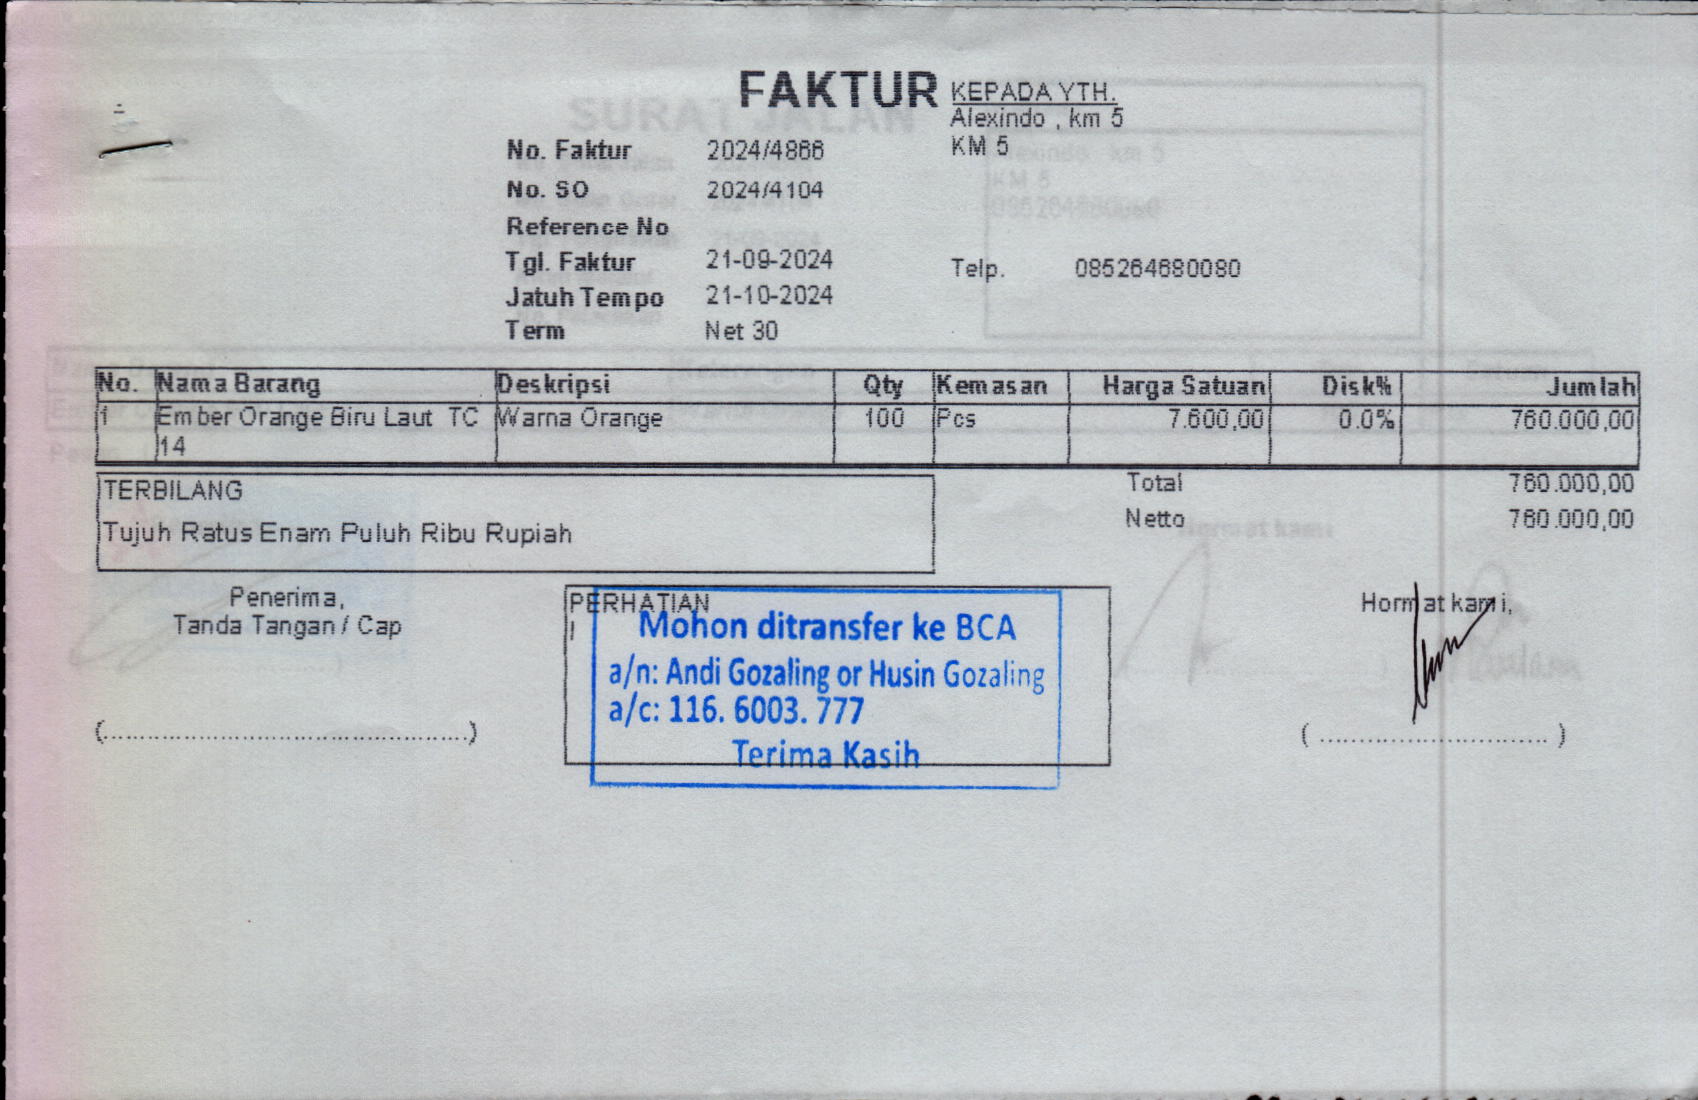 FAKTUR
KEPADA YTH.
Alexindo , km 5
KM 5
No. Faktur 2024/4866
No. SO 2024/4104
Reference No
Tgl. Faktur 21-09-2024
Telp. 085264680080
Jatuh Tempo 21-10-2024
Term Net 30
No. Nama Barang Deskripsi Qty Kemasan Harga Satuan Disk% Jumlah
1 Ember Orange Biru Laut TC Warna Orange 100 Pcs 7.600,00 0.0% 760.000,00
14
TERBILANG
Tujuh Ratus Enam Puluh Ribu Rupiah
Total 760.000,00
Netto 760.000,00
Penerima,
Tanda Tangan / Cap
(..............................................)
PERHATIAN
Mohon ditransfer ke BCA
a/n: Andi Gozaling or Husin Gozaling
a/c: 116. 6003. 777
Terima Kasih
Hormat kami,
( ............................. )
SURAT JALAN